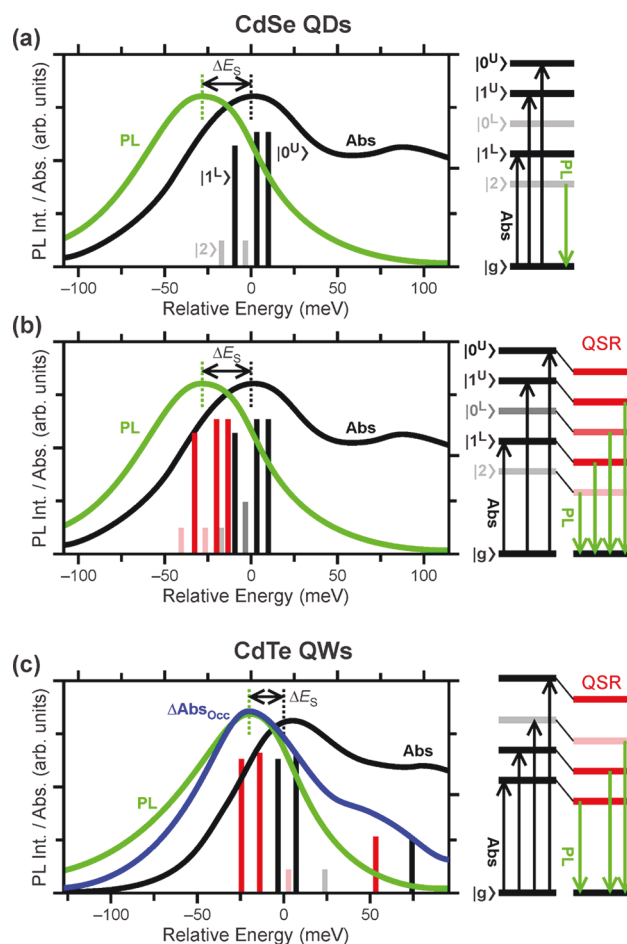 CdSe QDs
(a)
ΔE_S
PL
Abs
|1^L⟩
|0^U⟩
|2⟩
PL Int. / Abs. (arb. units)
−100 −50 0 50 100
Relative Energy (meV)
|0^U⟩
|1^U⟩
|0^L⟩
|1^L⟩
|2⟩
Abs
PL
|g⟩
(b)
ΔE_S
PL
Abs
PL Int. / Abs. (arb. units)
−100 −50 0 50 100
Relative Energy (meV)
QSR
|0^U⟩
|1^U⟩
|0^L⟩
|1^L⟩
|2⟩
Abs
PL
|g⟩
CdTe QWs
(c)
ΔE_S
ΔAbs_Occ
Abs
PL
PL Int. / Abs. (arb. units)
−100 −50 0 50
Relative Energy (meV)
QSR
Abs
PL
|g⟩